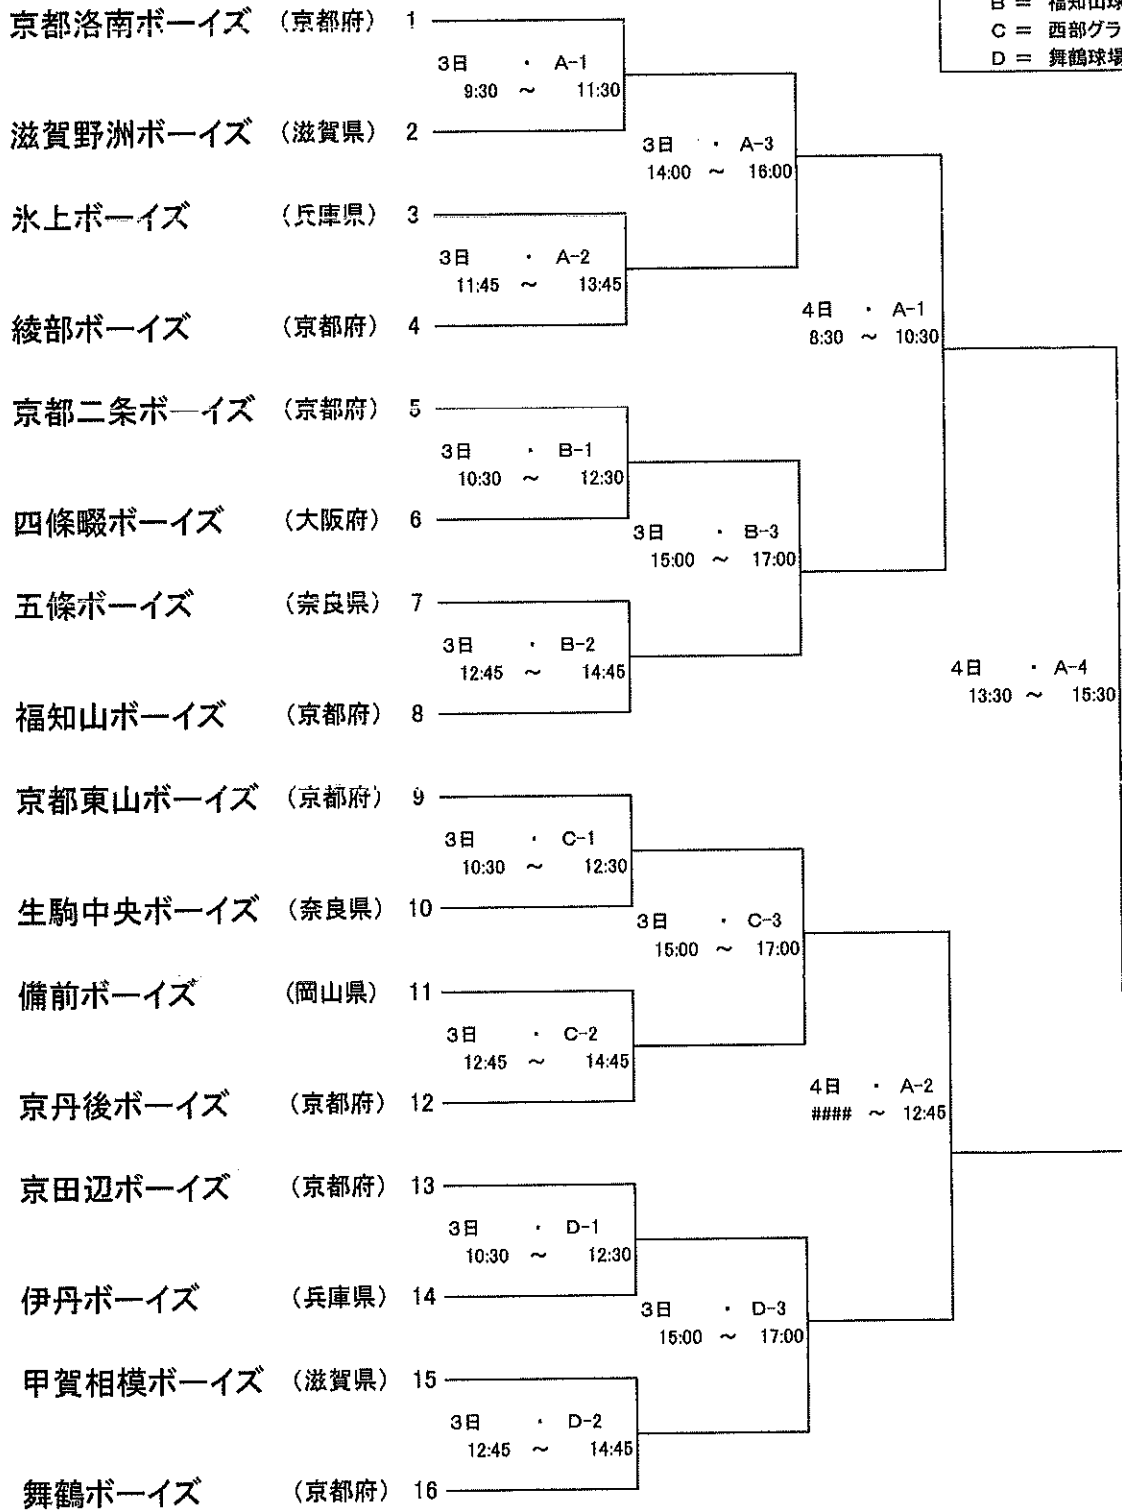 C =
D = 舞鶴球場
京都洛南ボーイズ (京都府) 1
3日 ・ A-1
9:30 ～ 11:30
滋賀野洲ボーイズ (滋賀県) 2
3日 ・ A-3
14:00 ～ 16:00
氷上ボーイズ (兵庫県) 3
3日 ・ A-2
11:45 ～ 13:45
綾部ボーイズ (京都府) 4
4日 ・ A-1
8:30 ～ 10:30
京都二条ボーイズ (京都府) 5
3日 ・ B-1
10:30 ～ 12:30
四條畷ボーイズ (大阪府) 6
3日 ・ B-3
15:00 ～ 17:00
五條ボーイズ (奈良県) 7
3日 ・ B-2
12:45 ～ 14:45
福知山ボーイズ (京都府) 8
4日 ・ A-4
13:30 ～ 15:30
京都東山ボーイズ (京都府) 9
3日 ・ C-1
10:30 ～ 12:30
生駒中央ボーイズ (奈良県) 10
3日 ・ C-3
15:00 ～ 17:00
備前ボーイズ (岡山県) 11
3日 ・ C-2
12:45 ～ 14:45
京丹後ボーイズ (京都府) 12
4日 ・ A-2
#### ～ 12:45
京田辺ボーイズ (京都府) 13
3日 ・ D-1
10:30 ～ 12:30
伊丹ボーイズ (兵庫県) 14
3日 ・ D-3
15:00 ～ 17:00
甲賀相模ボーイズ (滋賀県) 15
3日 ・ D-2
12:45 ～ 14:45
舞鶴ボーイズ (京都府) 16